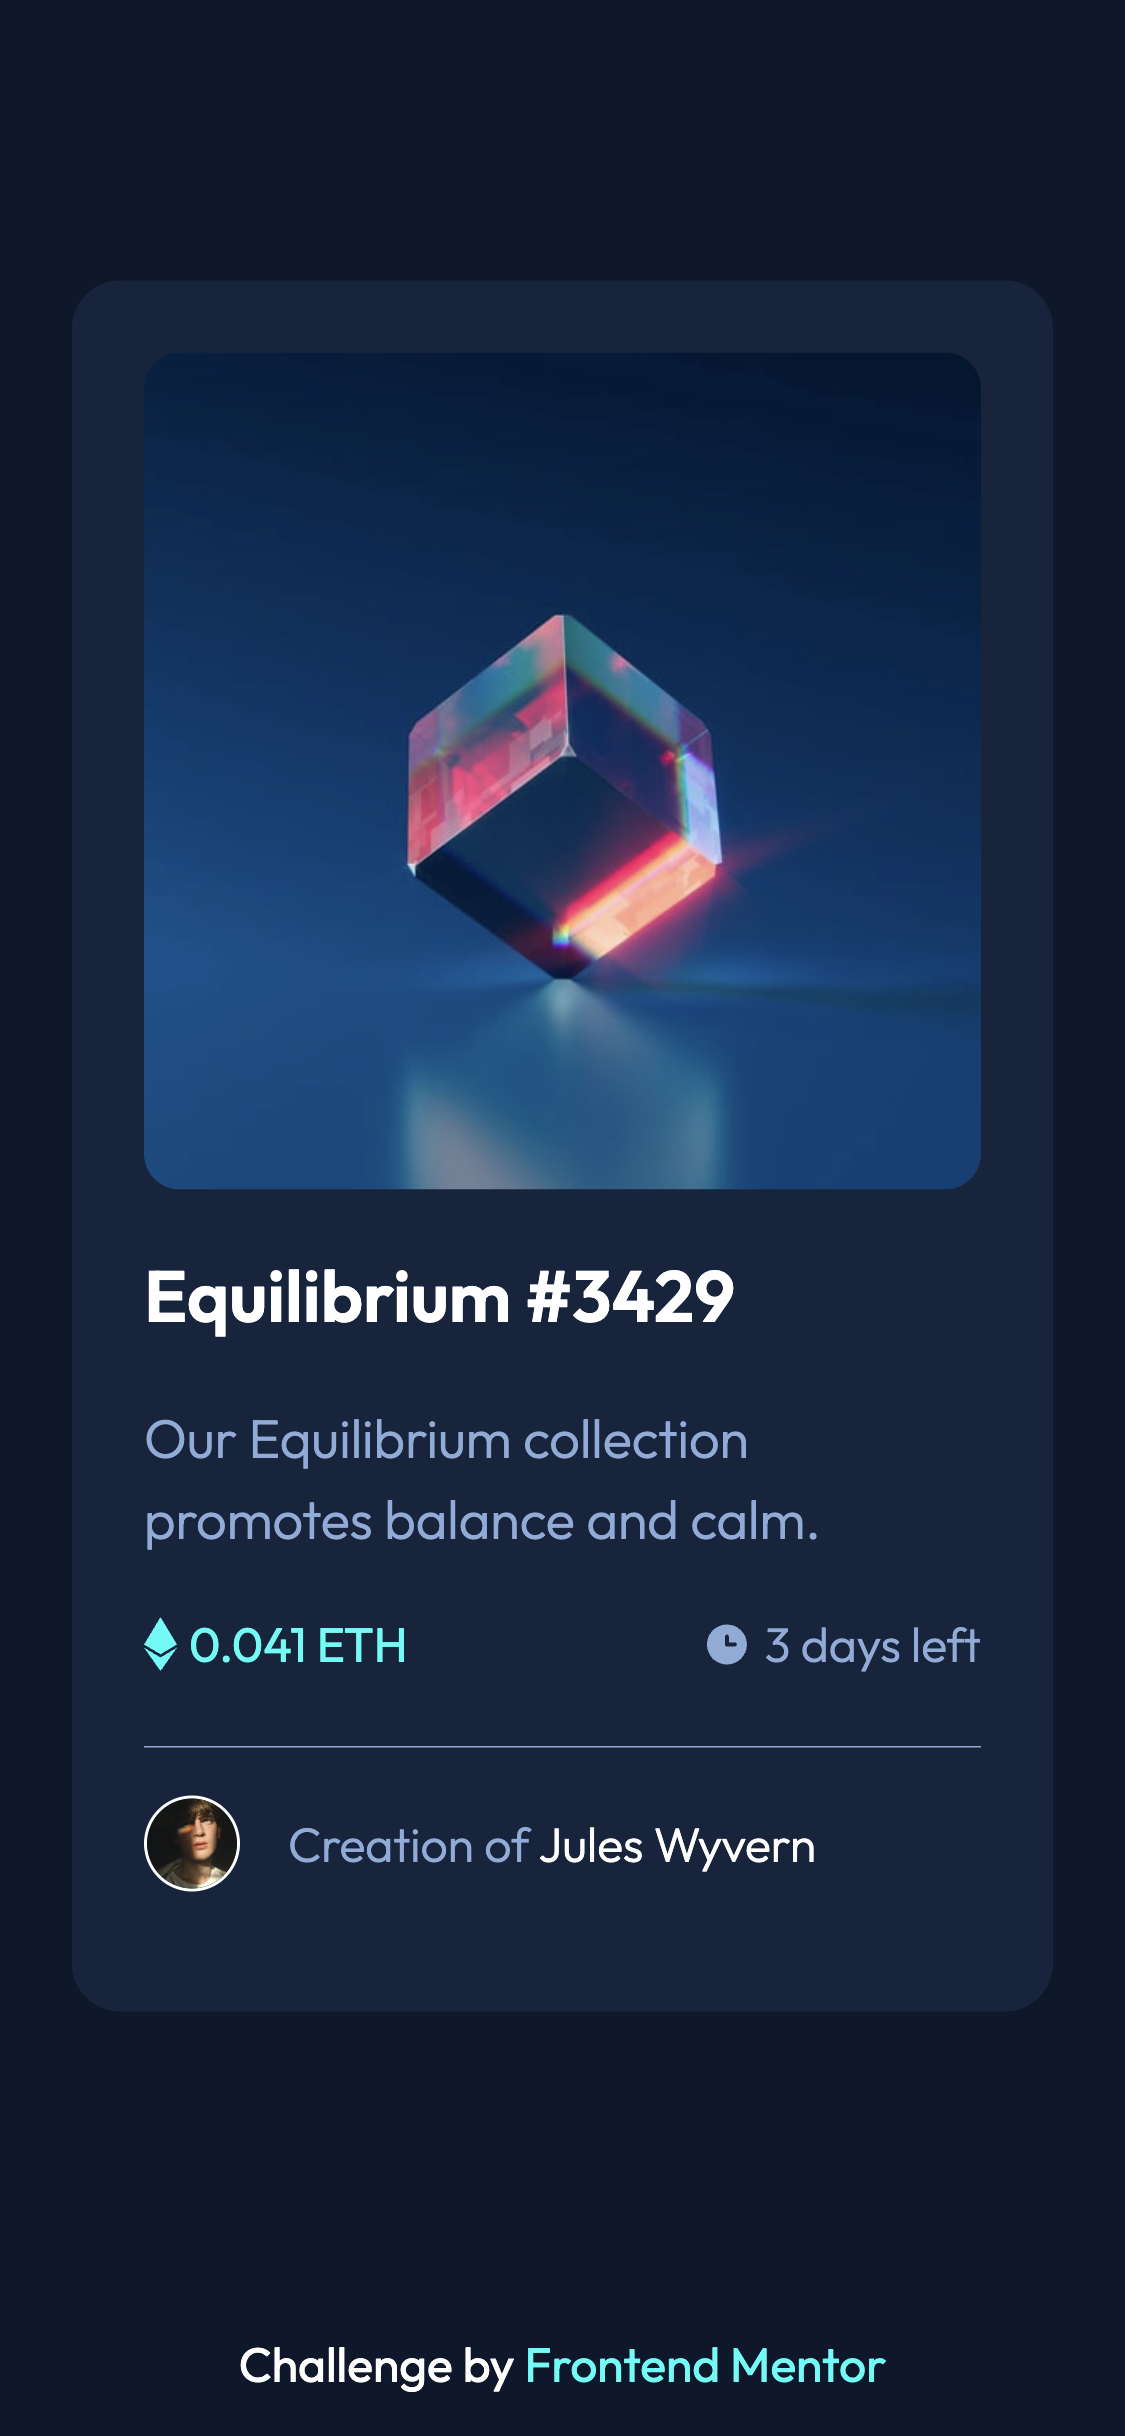 Equilibrium #3429
Our Equilibrium collection
promotes balance and calm.
0.041 ETH
3 days left
Creation of Jules Wyvern
Challenge by Frontend Mentor